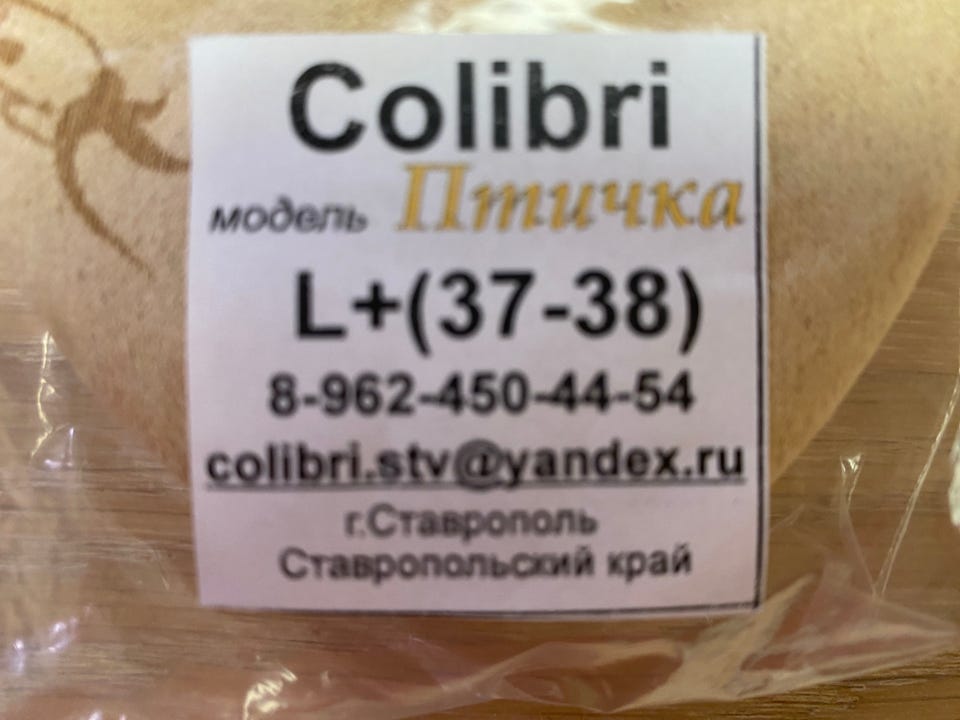 Colibri
модель Птичка
L+(37-38)
8-962-450-44-54
colibri.stv@yandex.ru
г.Ставрополь
Ставропольский край